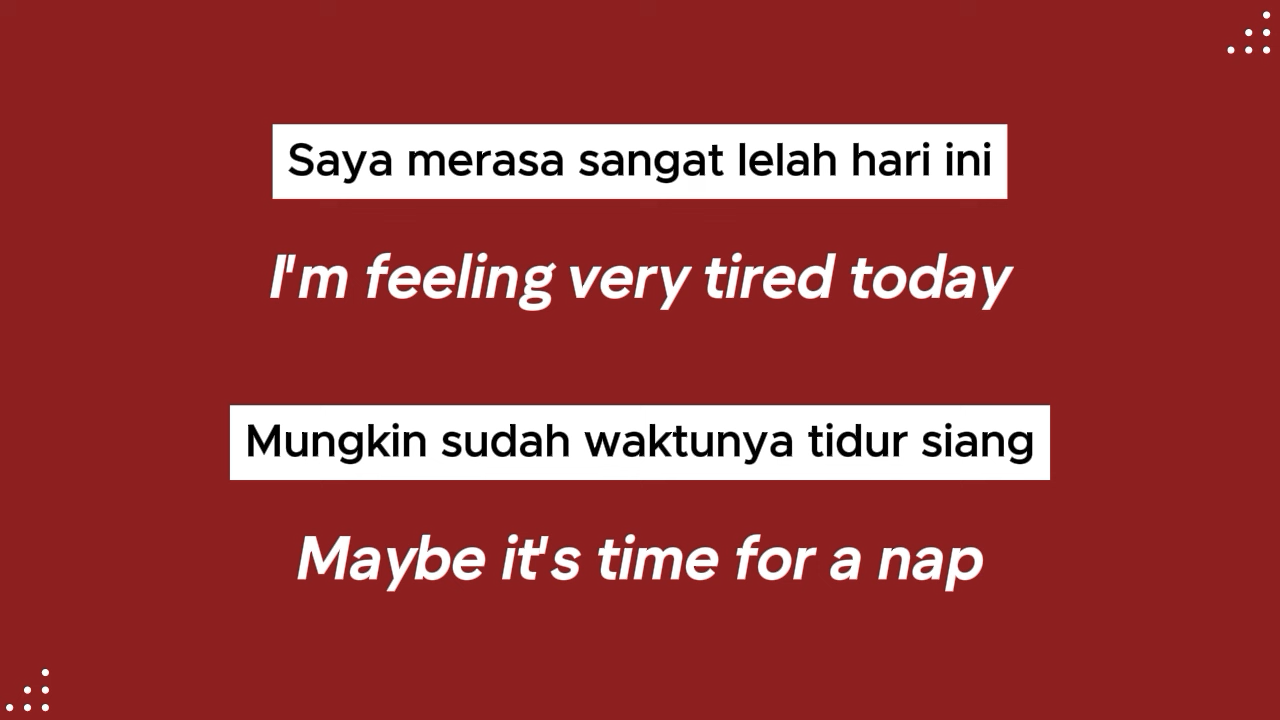 Saya merasa sangat lelah hari ini
I'm feeling very tired today
Mungkin sudah waktunya tidur siang
Maybe it's time for a nap